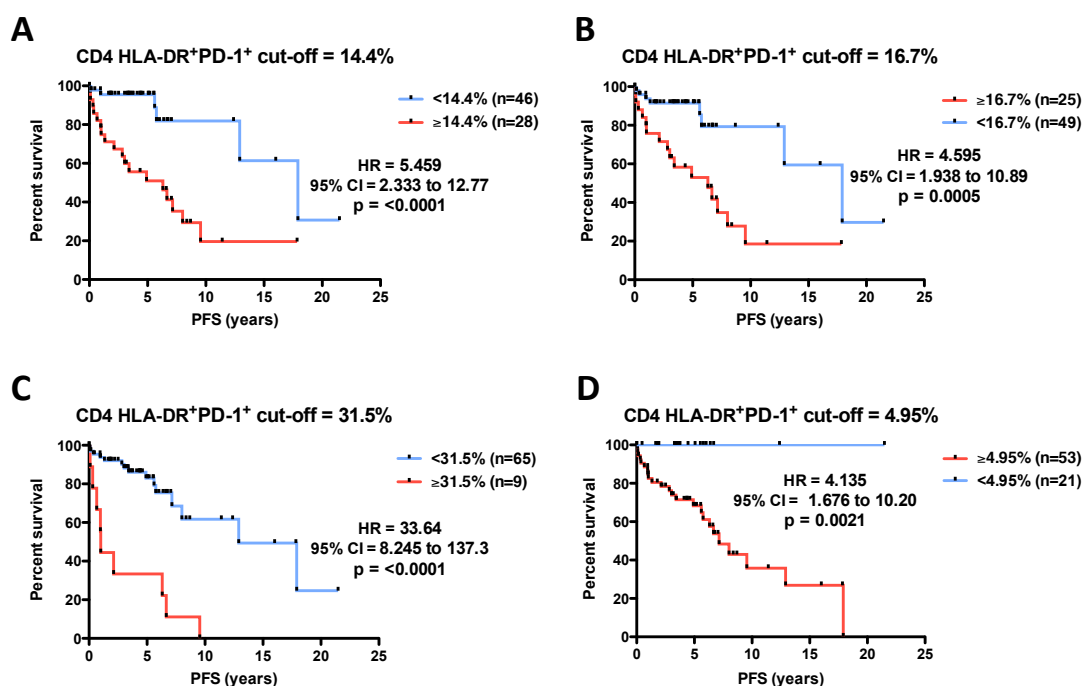 A
CD4 HLA-DR⁺PD-1⁺ cut-off = 14.4%
Percent survival
100
80
60
40
20
0
0 5 10 15 20 25
PFS (years)
<14.4% (n=46)
≥14.4% (n=28)
HR = 5.459
95% CI = 2.333 to 12.77
p = <0.0001
B
CD4 HLA-DR⁺PD-1⁺ cut-off = 16.7%
Percent survival
100
80
60
40
20
0
0 5 10 15 20 25
PFS (years)
≥16.7% (n=25)
<16.7% (n=49)
HR = 4.595
95% CI = 1.938 to 10.89
p = 0.0005
C
CD4 HLA-DR⁺PD-1⁺ cut-off = 31.5%
Percent survival
100
80
60
40
20
0
0 5 10 15 20 25
PFS (years)
<31.5% (n=65)
≥31.5% (n=9)
HR = 33.64
95% CI = 8.245 to 137.3
p = <0.0001
D
CD4 HLA-DR⁺PD-1⁺ cut-off = 4.95%
Percent survival
100
80
60
40
20
0
0 5 10 15 20 25
PFS (years)
≥4.95% (n=53)
<4.95% (n=21)
HR = 4.135
95% CI = 1.676 to 10.20
p = 0.0021